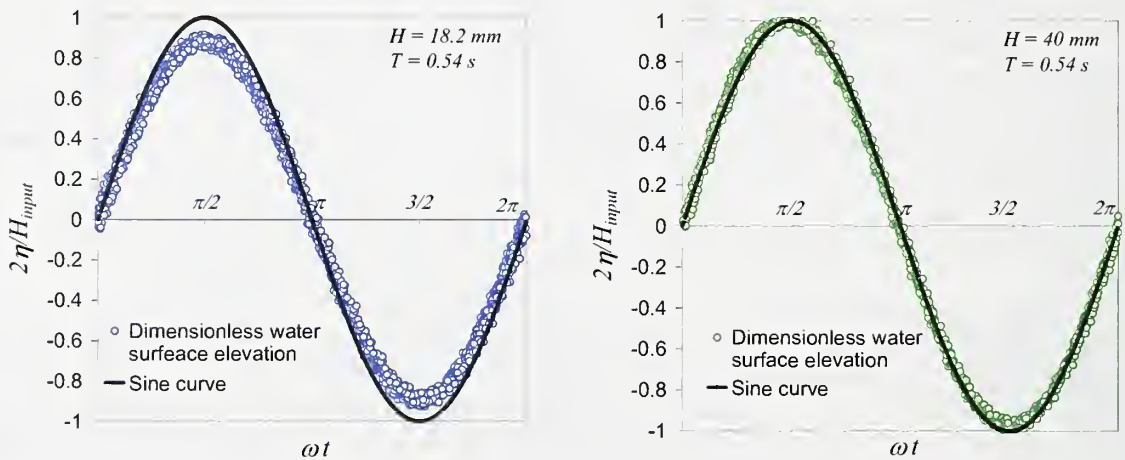 H = 18.2 mm
T = 0.54 s
2η/H_input
1
0.8
0.6
0.4
0.2
0
-0.2
-0.4
-0.6
-0.8
-1
π/2
π
3/2
2π
Dimensionless water
surfeace elevation
Sine curve
ωt
H = 40 mm
T = 0.54 s
2η/H_input
1
0.8
0.6
0.4
0.2
0
-0.2
-0.4
-0.6
-0.8
-1
π/2
π
3/2
2π
Dimensionless water
surface elevation
Sine curve
ωt